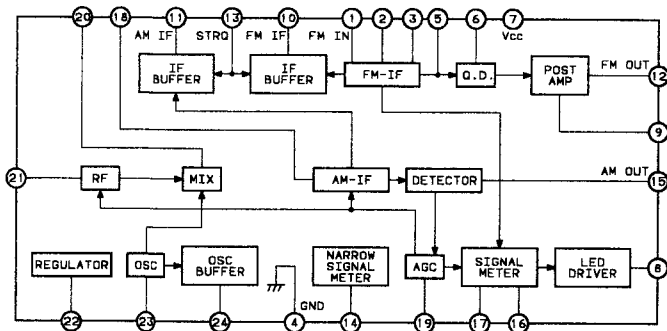 20 18 11 13 10 1 2 3 5 6 7
AM IF STRQ FM IF FM IN Vcc
IF BUFFER
IF BUFFER
FM-IF
Q.D.
POST AMP
FM OUT
12
9
21
RF
MIX
AM-IF
DETECTOR
AM OUT
15
REGULATOR
OSC
OSC BUFFER
GND
NARROW SIGNAL METER
AGC
SIGNAL METER
LED DRIVER
8
22 23 24 4 14 19 17 16